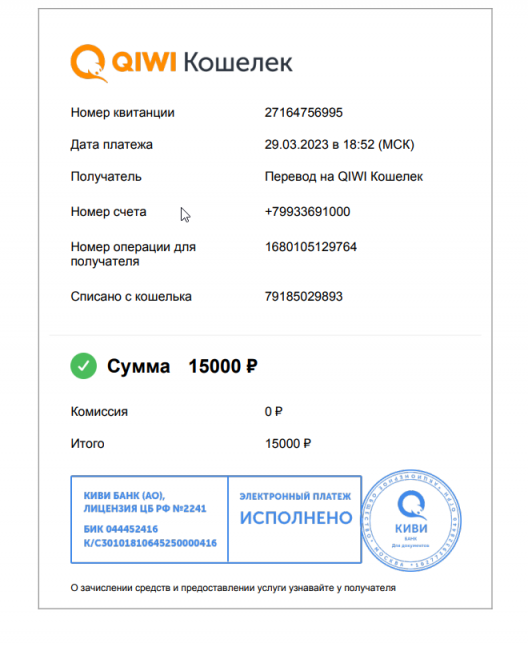 QIWI Кошелек
Номер квитанции 27164756995
Дата платежа 29.03.2023 в 18:52 (МСК)
Получатель Перевод на QIWI Кошелек
Номер счета +79933691000
Номер операции для 1680105129764
получателя
Списано с кошелька 79185029893
Сумма 15000 ₽
Комиссия 0 ₽
Итого 15000 ₽
КИВИ БАНК (АО),
ЛИЦЕНЗИЯ ЦБ РФ №2241
БИК 044452416
К/С30101810645250000416
ЭЛЕКТРОННЫЙ ПЛАТЕЖ
ИСПОЛНЕНО
КИВИ
БАНК
Для документов
О зачислении средств и предоставлении услуги узнавайте у получателя